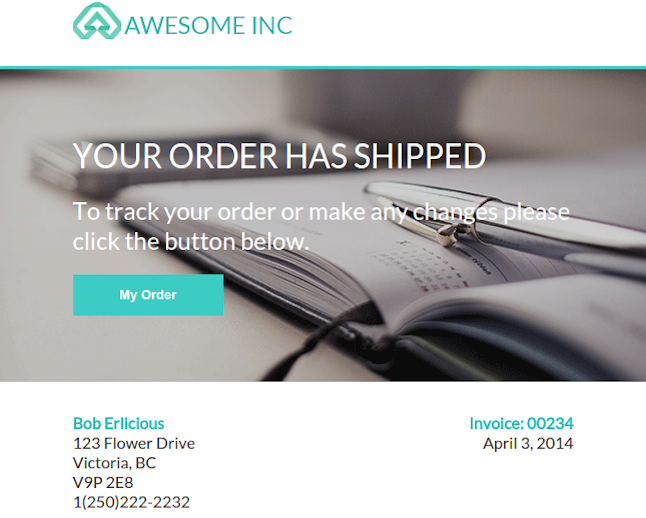 AWESOME INC
YOUR ORDER HAS SHIPPED
To track your order or make any changes please
click the button below.
My Order
Bob Erlicious
123 Flower Drive
Victoria, BC
V9P 2E8
1(250)222-2232
Invoice: 00234
April 3, 2014